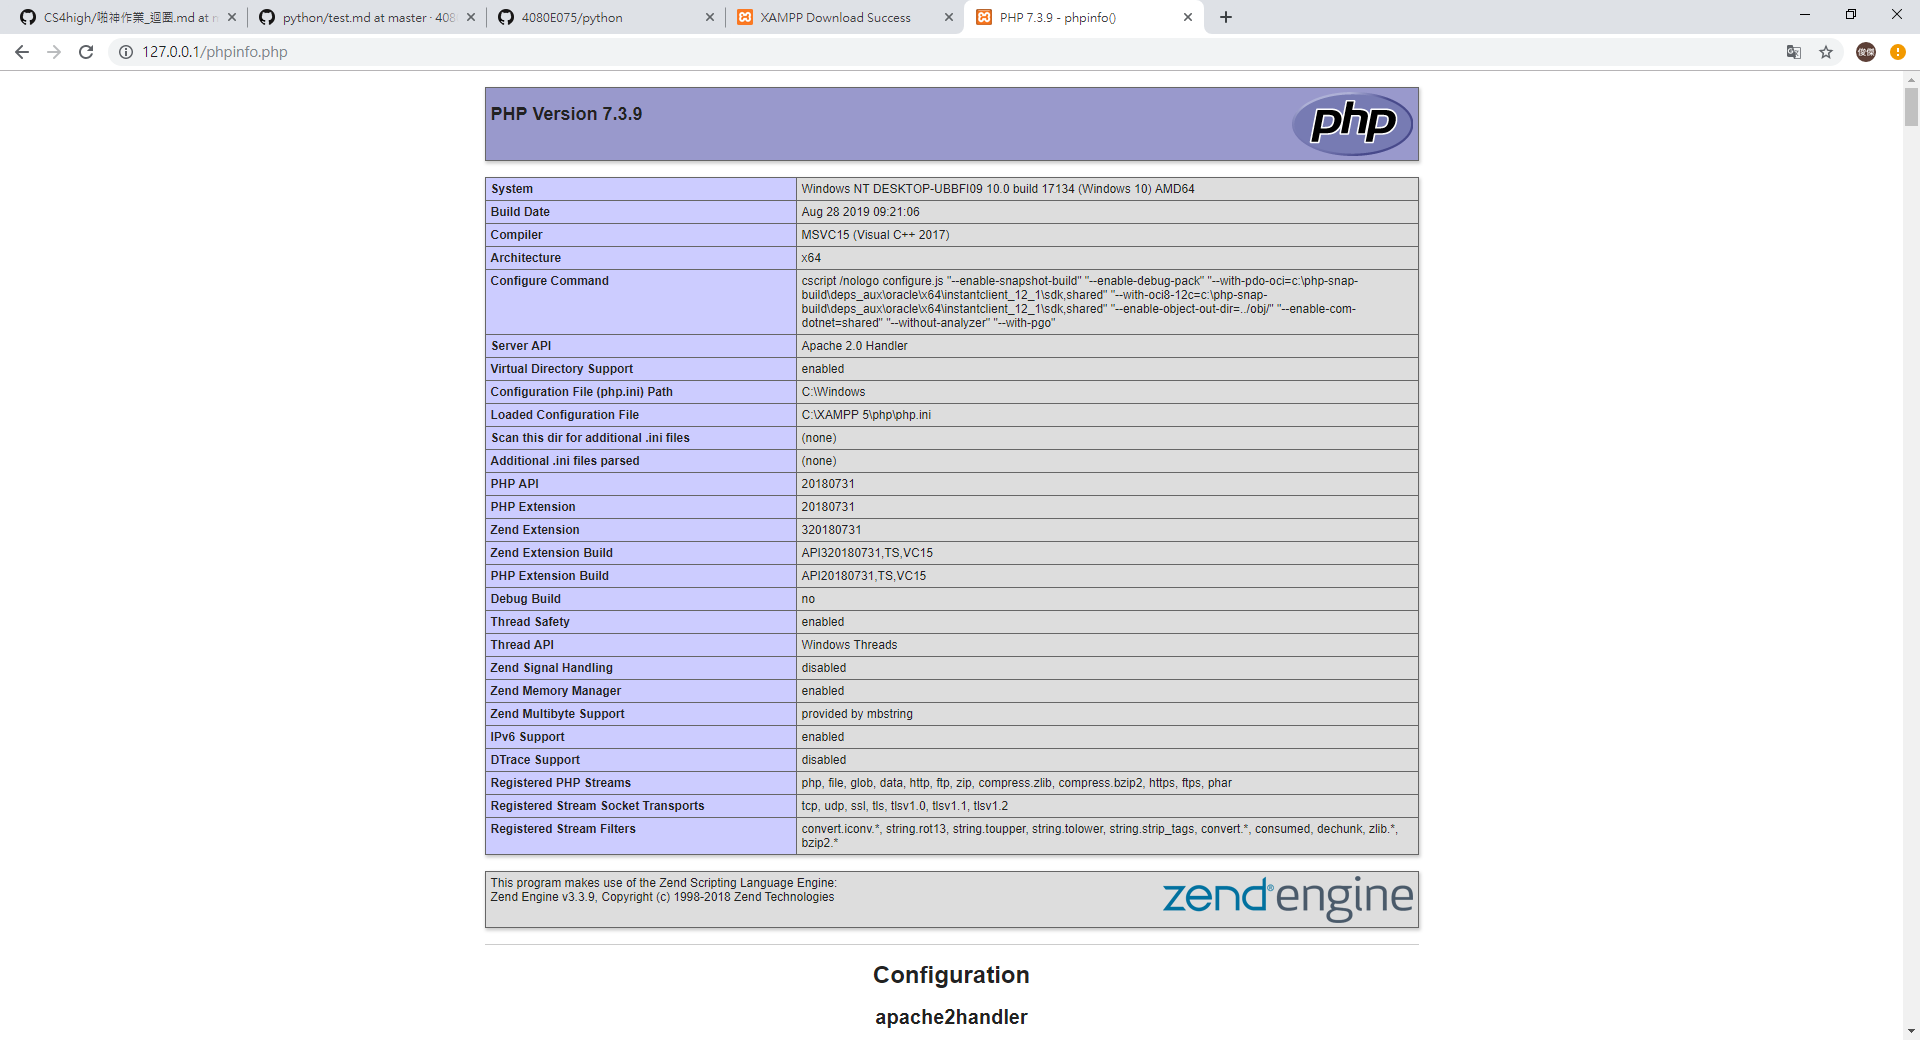 CS4high/啪神作業_迴圈.md at m
python/test.md at master · 408
4080E075/python
XAMPP Download Success
PHP 7.3.9 - phpinfo()
127.0.0.1/phpinfo.php
俊傑
PHP Version 7.3.9
php
System Windows NT DESKTOP-UBBFI09 10.0 build 17134 (Windows 10) AMD64
Build Date Aug 28 2019 09:21:06
Compiler MSVC15 (Visual C++ 2017)
Architecture x64
Configure Command cscript /nologo configure.js "--enable-snapshot-build" "--enable-debug-pack" "--with-pdo-oci=c:\php-snap-
build\deps_aux\oracle\x64\instantclient_12_1\sdk,shared" "--with-oci8-12c=c:\php-snap-
build\deps_aux\oracle\x64\instantclient_12_1\sdk,shared" "--enable-object-out-dir=../obj/" "--enable-com-
dotnet=shared" "--without-analyzer" "--with-pgo"
Server API Apache 2.0 Handler
Virtual Directory Support enabled
Configuration File (php.ini) Path C:\Windows
Loaded Configuration File C:\XAMPP 5\php\php.ini
Scan this dir for additional .ini files (none)
Additional .ini files parsed (none)
PHP API 20180731
PHP Extension 20180731
Zend Extension 320180731
Zend Extension Build API320180731,TS,VC15
PHP Extension Build API20180731,TS,VC15
Debug Build no
Thread Safety enabled
Thread API Windows Threads
Zend Signal Handling disabled
Zend Memory Manager enabled
Zend Multibyte Support provided by mbstring
IPv6 Support enabled
DTrace Support disabled
Registered PHP Streams php, file, glob, data, http, ftp, zip, compress.zlib, compress.bzip2, https, ftps, phar
Registered Stream Socket Transports tcp, udp, ssl, tls, tlsv1.0, tlsv1.1, tlsv1.2
Registered Stream Filters convert.iconv.*, string.rot13, string.toupper, string.tolower, string.strip_tags, convert.*, consumed, dechunk, zlib.*,
bzip2.*
This program makes use of the Zend Scripting Language Engine:
Zend Engine v3.3.9, Copyright (c) 1998-2018 Zend Technologies
zend® engine
Configuration
apache2handler